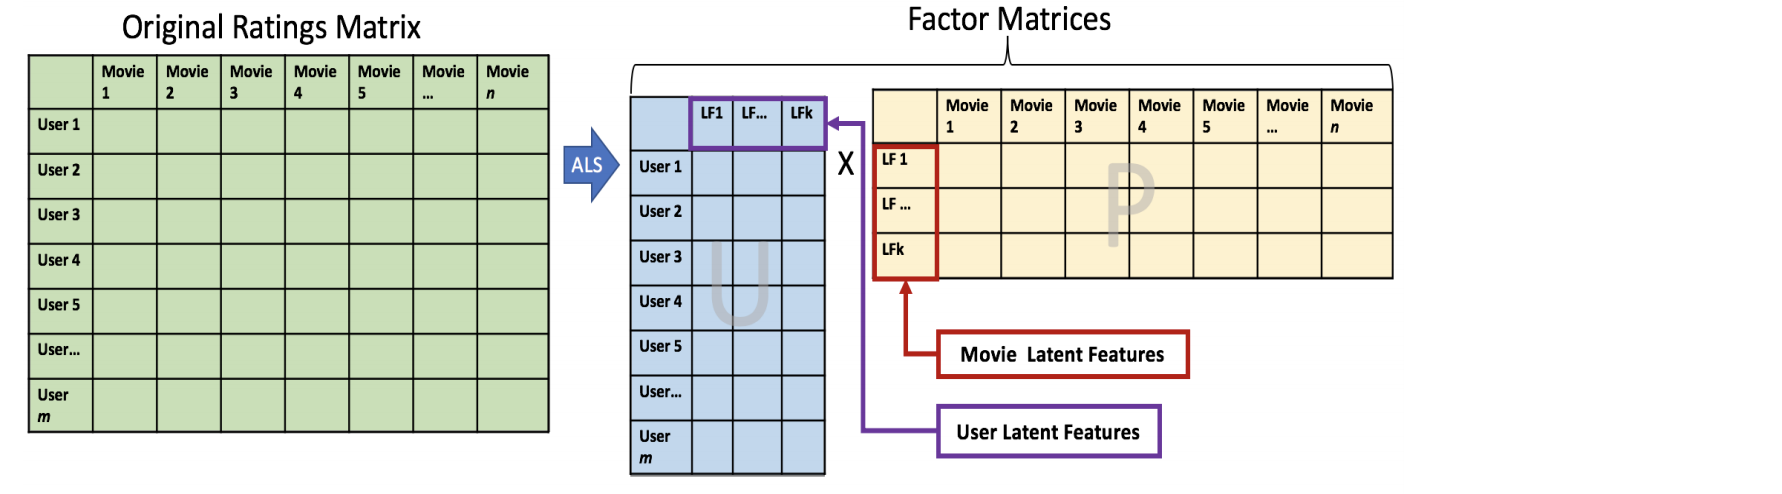 Original Ratings Matrix
Movie 1 Movie 2 Movie 3 Movie 4 Movie 5 Movie ... Movie n
User 1
User 2
User 3
User 4
User 5
User...
User m
ALS
Factor Matrices
LF1 LF... LFk
User 1
User 2
User 3
User 4
User 5
User...
User m
U
X
Movie 1 Movie 2 Movie 3 Movie 4 Movie 5 Movie ... Movie n
LF 1
LF ...
LFk
P
Movie Latent Features
User Latent Features